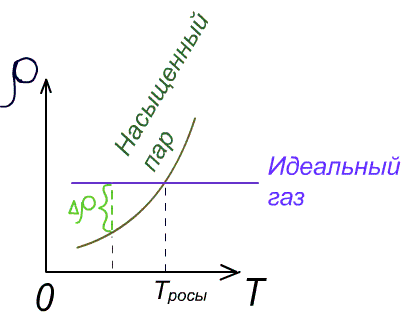 ρ
Насыщенный
пар
Идеальный
газ
Δρ
0
Tросы
T